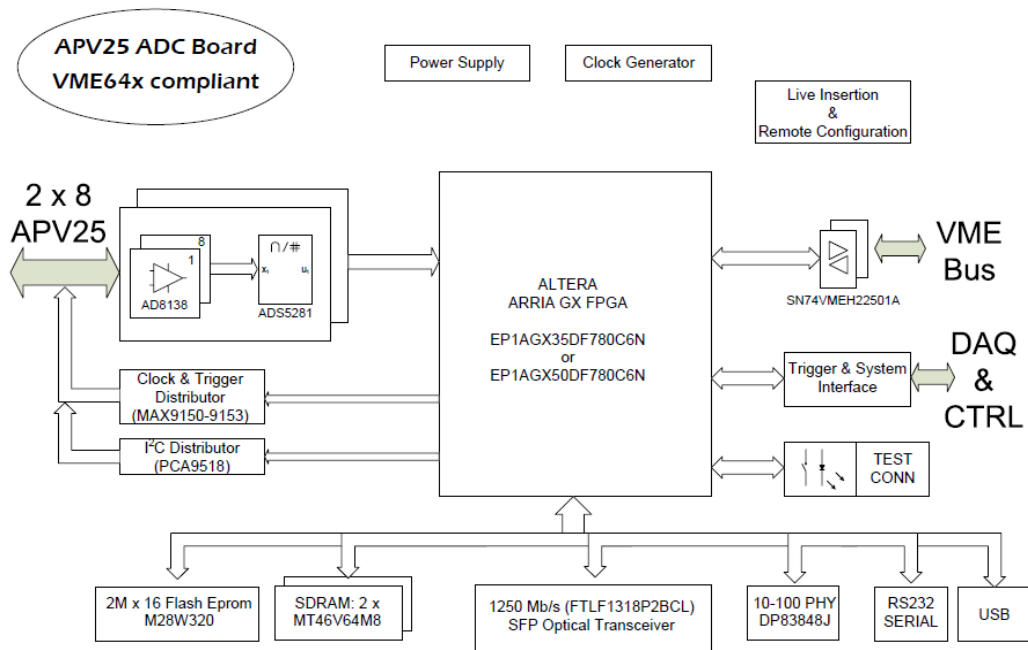 APV25 ADC Board
VME64x compliant
Power Supply
Clock Generator
Live Insertion
&
Remote Configuration
2 x 8
APV25
8
1
AD8138
∩/#
x₁
u₁
ADS5281
ALTERA
ARRIA GX FPGA
EP1AGX35DF780C6N
or
EP1AGX50DF780C6N
SN74VMEH22501A
VME
Bus
Clock & Trigger
Distributor
(MAX9150-9153)
I²C Distributor
(PCA9518)
Trigger & System
Interface
DAQ
&
CTRL
TEST
CONN
2M x 16 Flash Eprom
M28W320
SDRAM: 2 x
MT46V64M8
1250 Mb/s (FTLF1318P2BCL)
SFP Optical Transceiver
10-100 PHY
DP83848J
RS232
SERIAL
USB